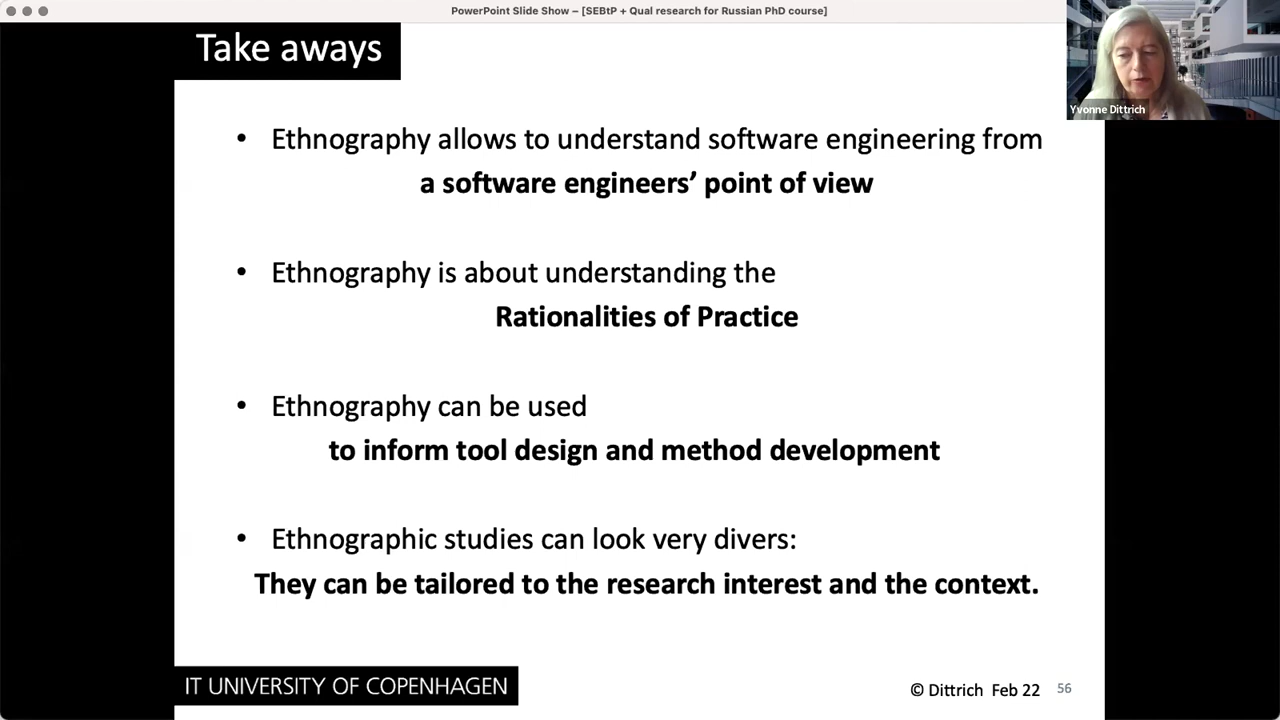 PowerPoint Slide Show – [SEBtP + Qual research for Russian PhD course]
Take aways
Yvonne Dittrich
• Ethnography allows to understand software engineering from
a software engineers’ point of view
• Ethnography is about understanding the
Rationalities of Practice
• Ethnography can be used
to inform tool design and method development
• Ethnographic studies can look very divers:
They can be tailored to the research interest and the context.
IT UNIVERSITY OF COPENHAGEN
© Dittrich Feb 22 56